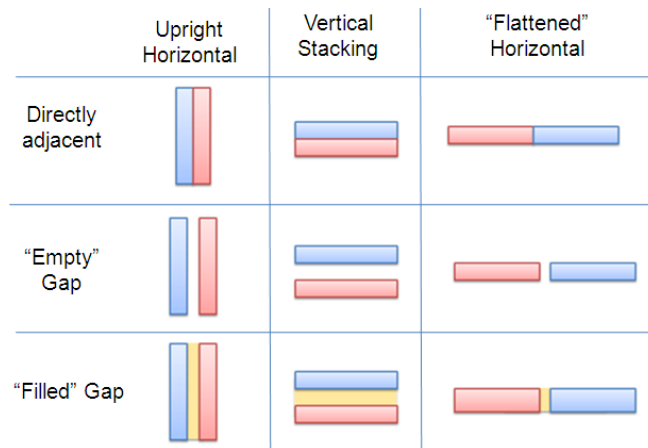 Upright
Horizontal
Vertical
Stacking
“Flattened”
Horizontal
Directly
adjacent
“Empty”
Gap
“Filled” Gap